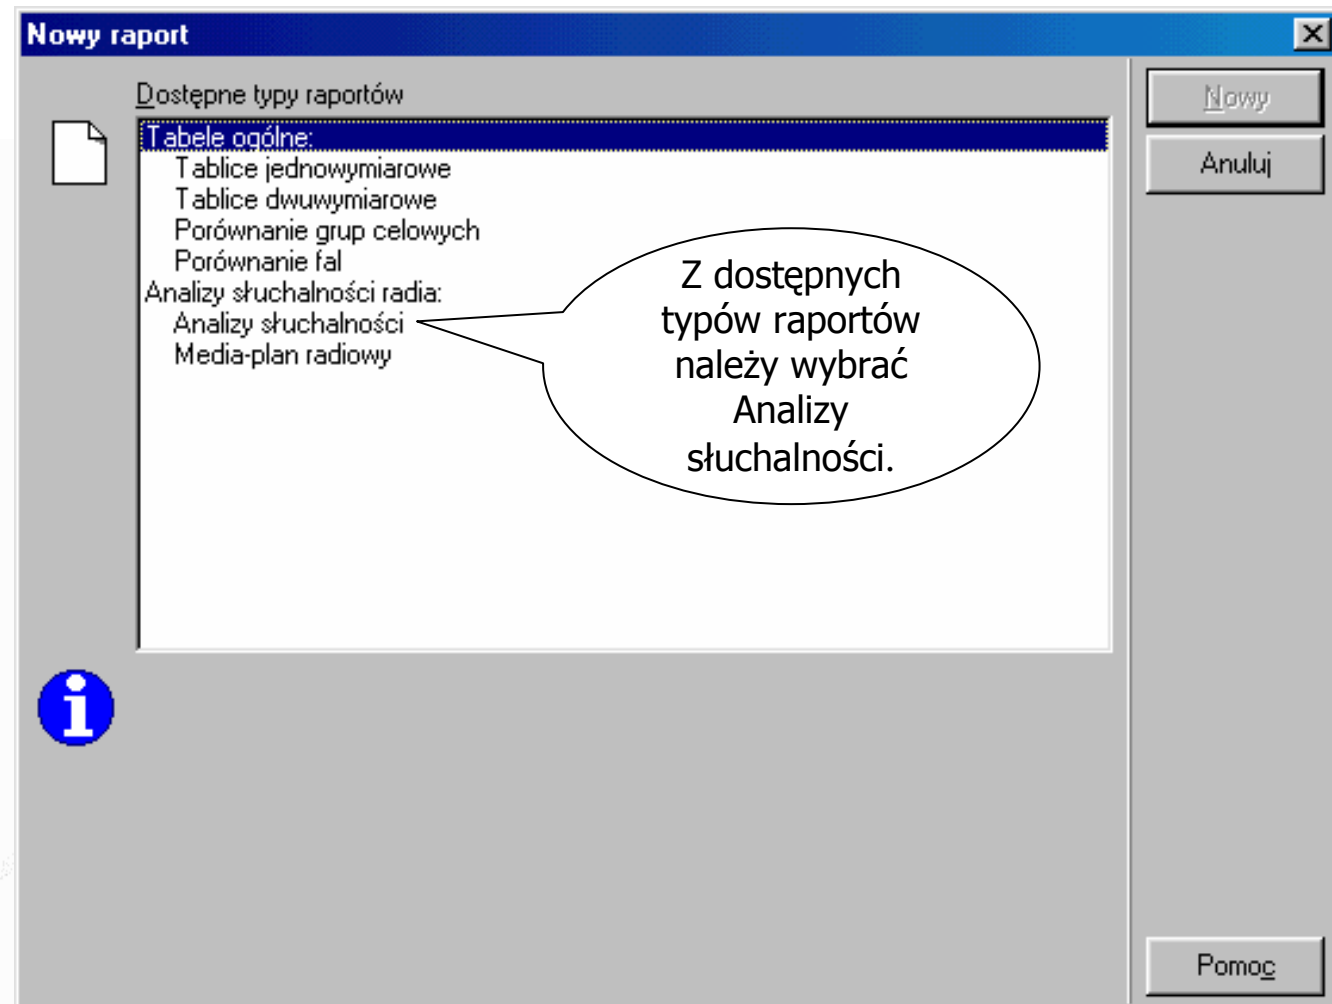 Nowy raport
Dostępne typy raportów
Nowy
Anuluj
Tabele ogólne:
Tablice jednowymiarowe
Tablice dwuwymiarowe
Porównanie grup celowych
Porównanie fal
Analizy słuchalności radia:
Analizy słuchalności
Media-plan radiowy
Z dostępnych
typów raportów
należy wybrać
Analizy
słuchalności.
Pomoc